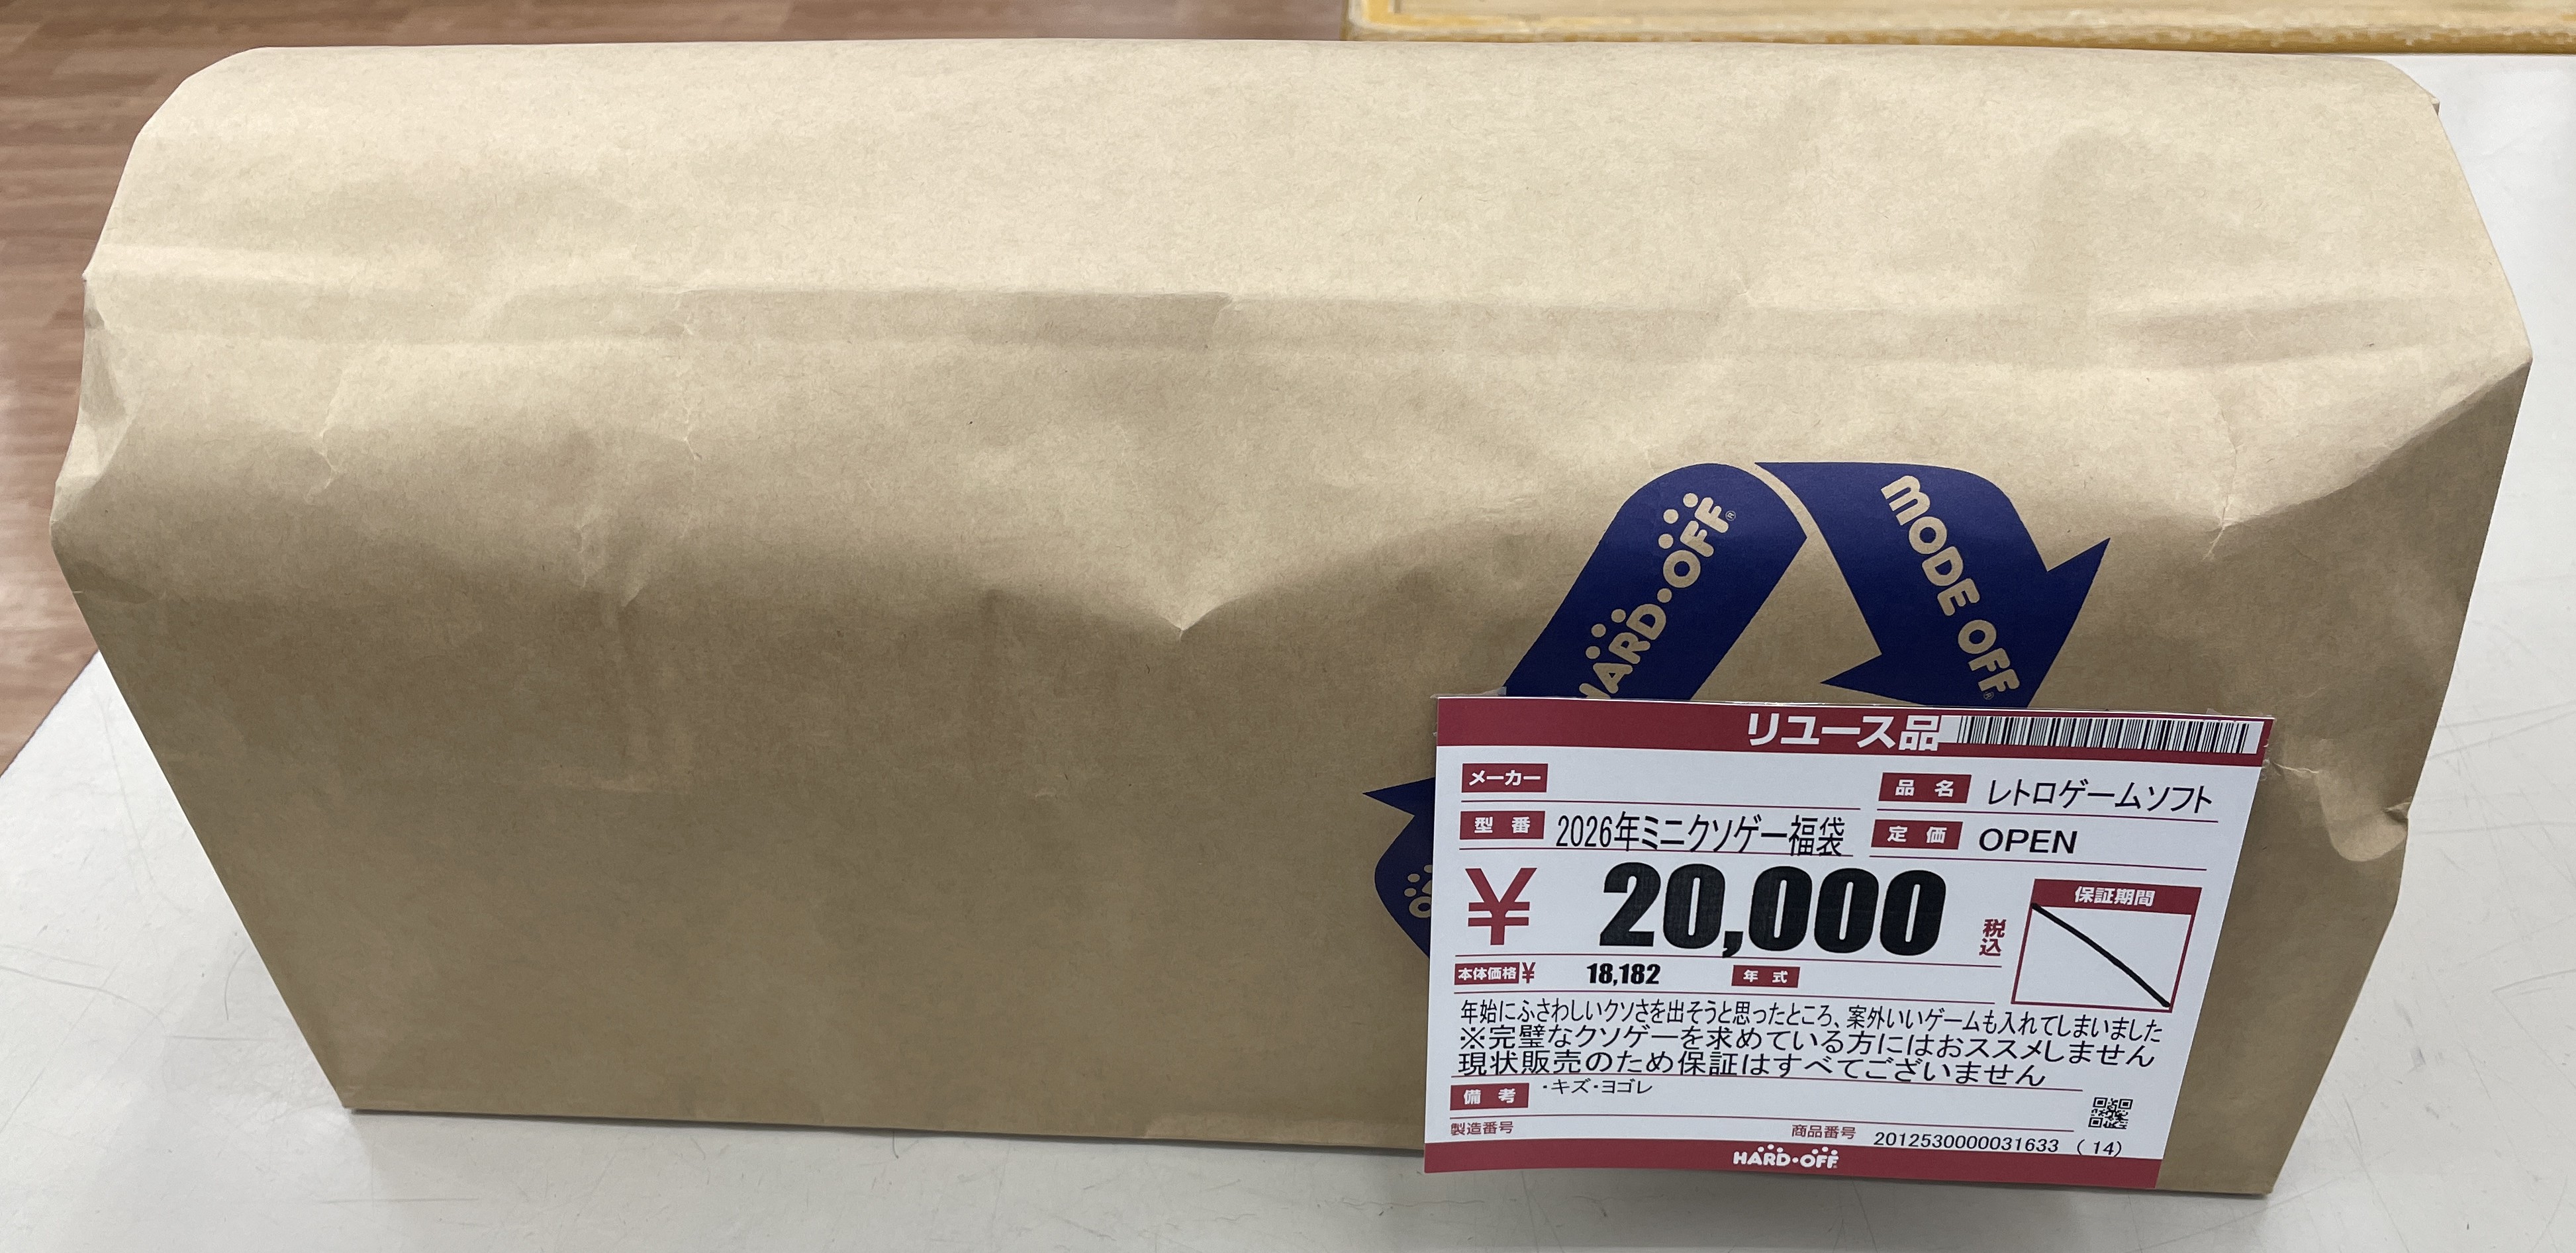 HARD・OFF
MODE OFF
リユース品
メーカー
品名 レトロゲームソフト
型番 2026年ミニクソゲー福袋
定価 OPEN
¥ 20,000 税込
保証期間
本体価格¥ 18,182 年式
年始にふさわしいクソさを出そうと思ったところ、案外いいゲームも入れてしまいました
※完璧なクソゲーを求めている方にはおススメしません
現状販売のため保証はすべてございません
備考 ・キズ・ヨゴレ
製造番号
商品番号 2012530000031633 (14)
HARD・OFF